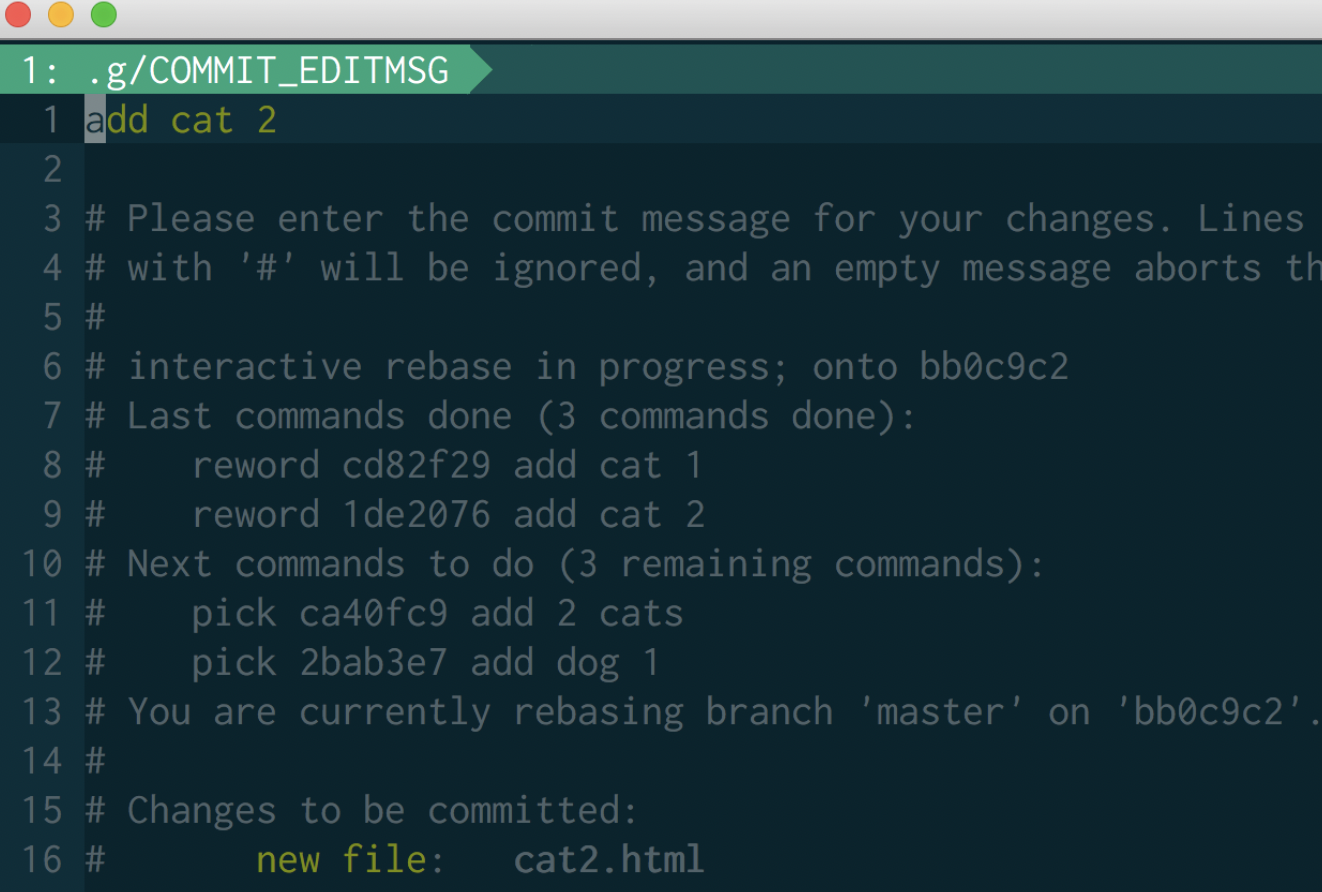 1: .g/COMMIT_EDITMSG
1 add cat 2
2
3 # Please enter the commit message for your changes. Lines
4 # with '#' will be ignored, and an empty message aborts
5 #
6 # interactive rebase in progress; onto bb0c9c2
7 # Last commands done (3 commands done):
8 #    reword cd82f29 add cat 1
9 #    reword 1de2076 add cat 2
10 # Next commands to do (3 remaining commands):
11 #    pick ca40fc9 add 2 cats
12 #    pick 2bab3e7 add dog 1
13 # You are currently rebasing branch 'master' on 'bb0c9c2'.
14 #
15 # Changes to be committed:
16 #       new file:   cat2.html